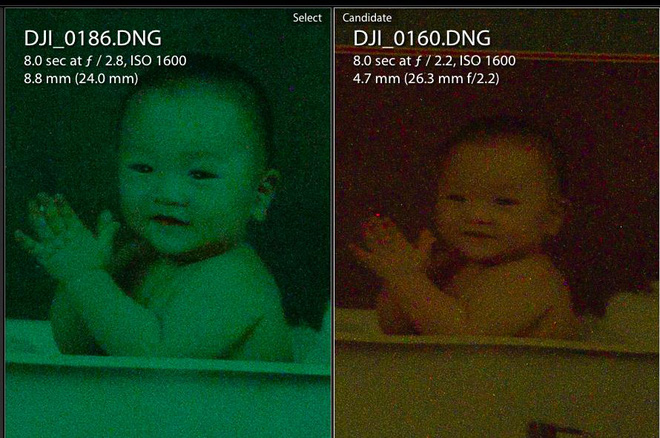 Select
DJI_0186.DNG
8.0 sec at ƒ / 2.8, ISO 1600
8.8 mm (24.0 mm)
Candidate
DJI_0160.DNG
8.0 sec at ƒ / 2.2, ISO 1600
4.7 mm (26.3 mm f/2.2)